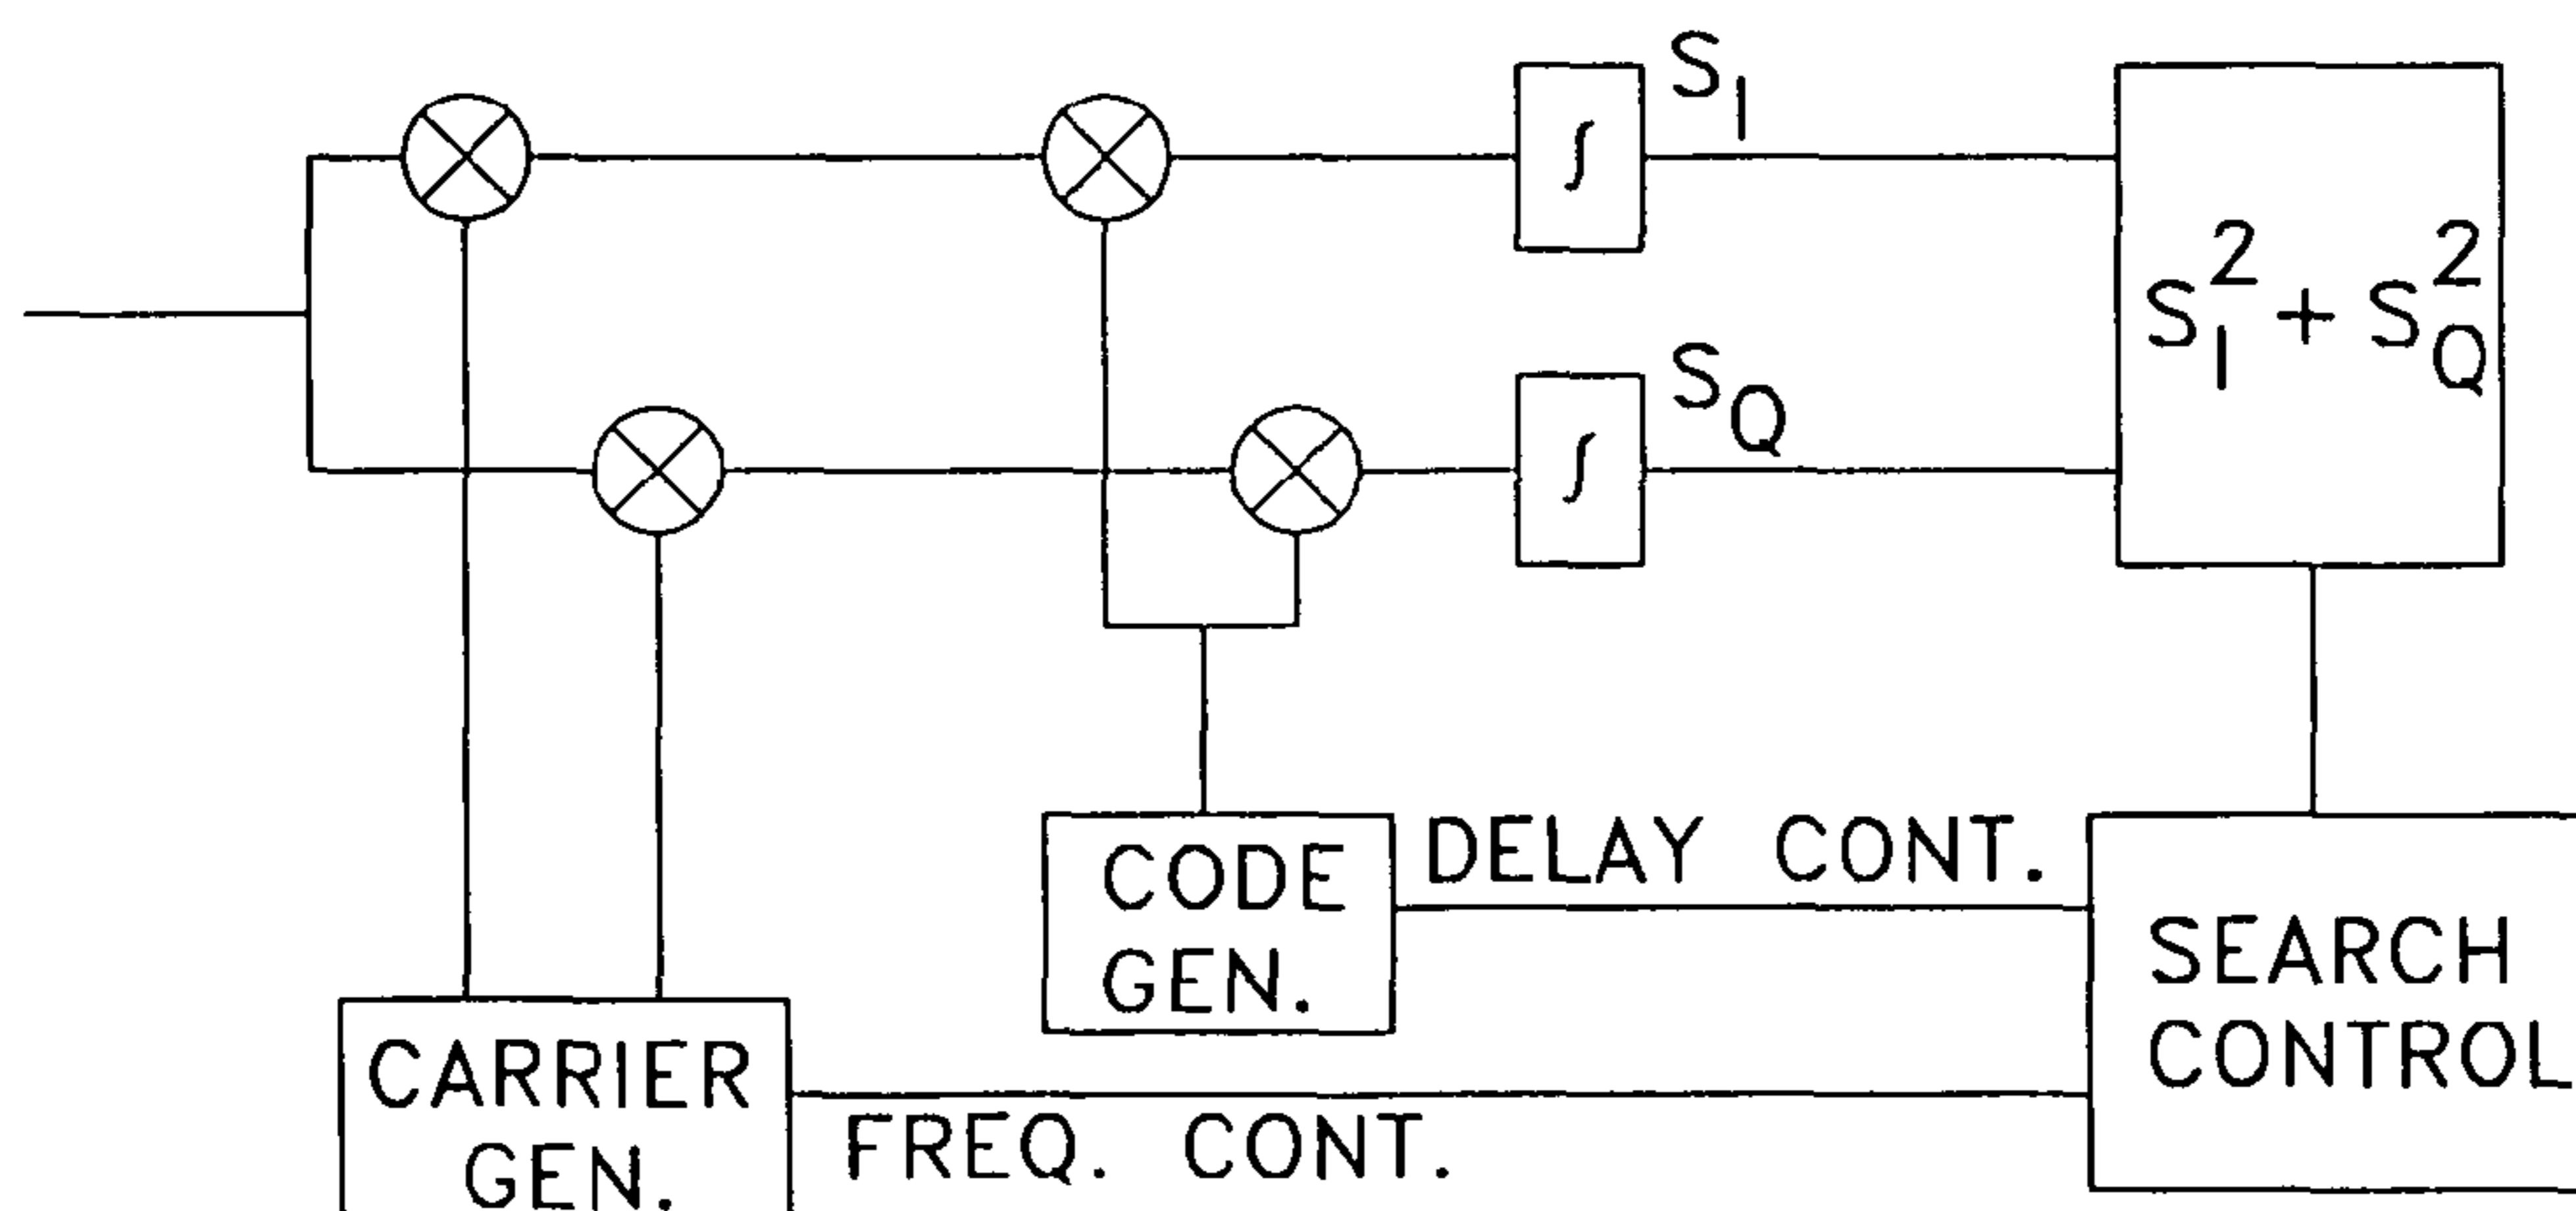 ∫ S_I
S_I^2 + S_Q^2
∫ S_Q
CODE
GEN.
DELAY CONT.
SEARCH
CONTROL
CARRIER
GEN.
FREQ. CONT.